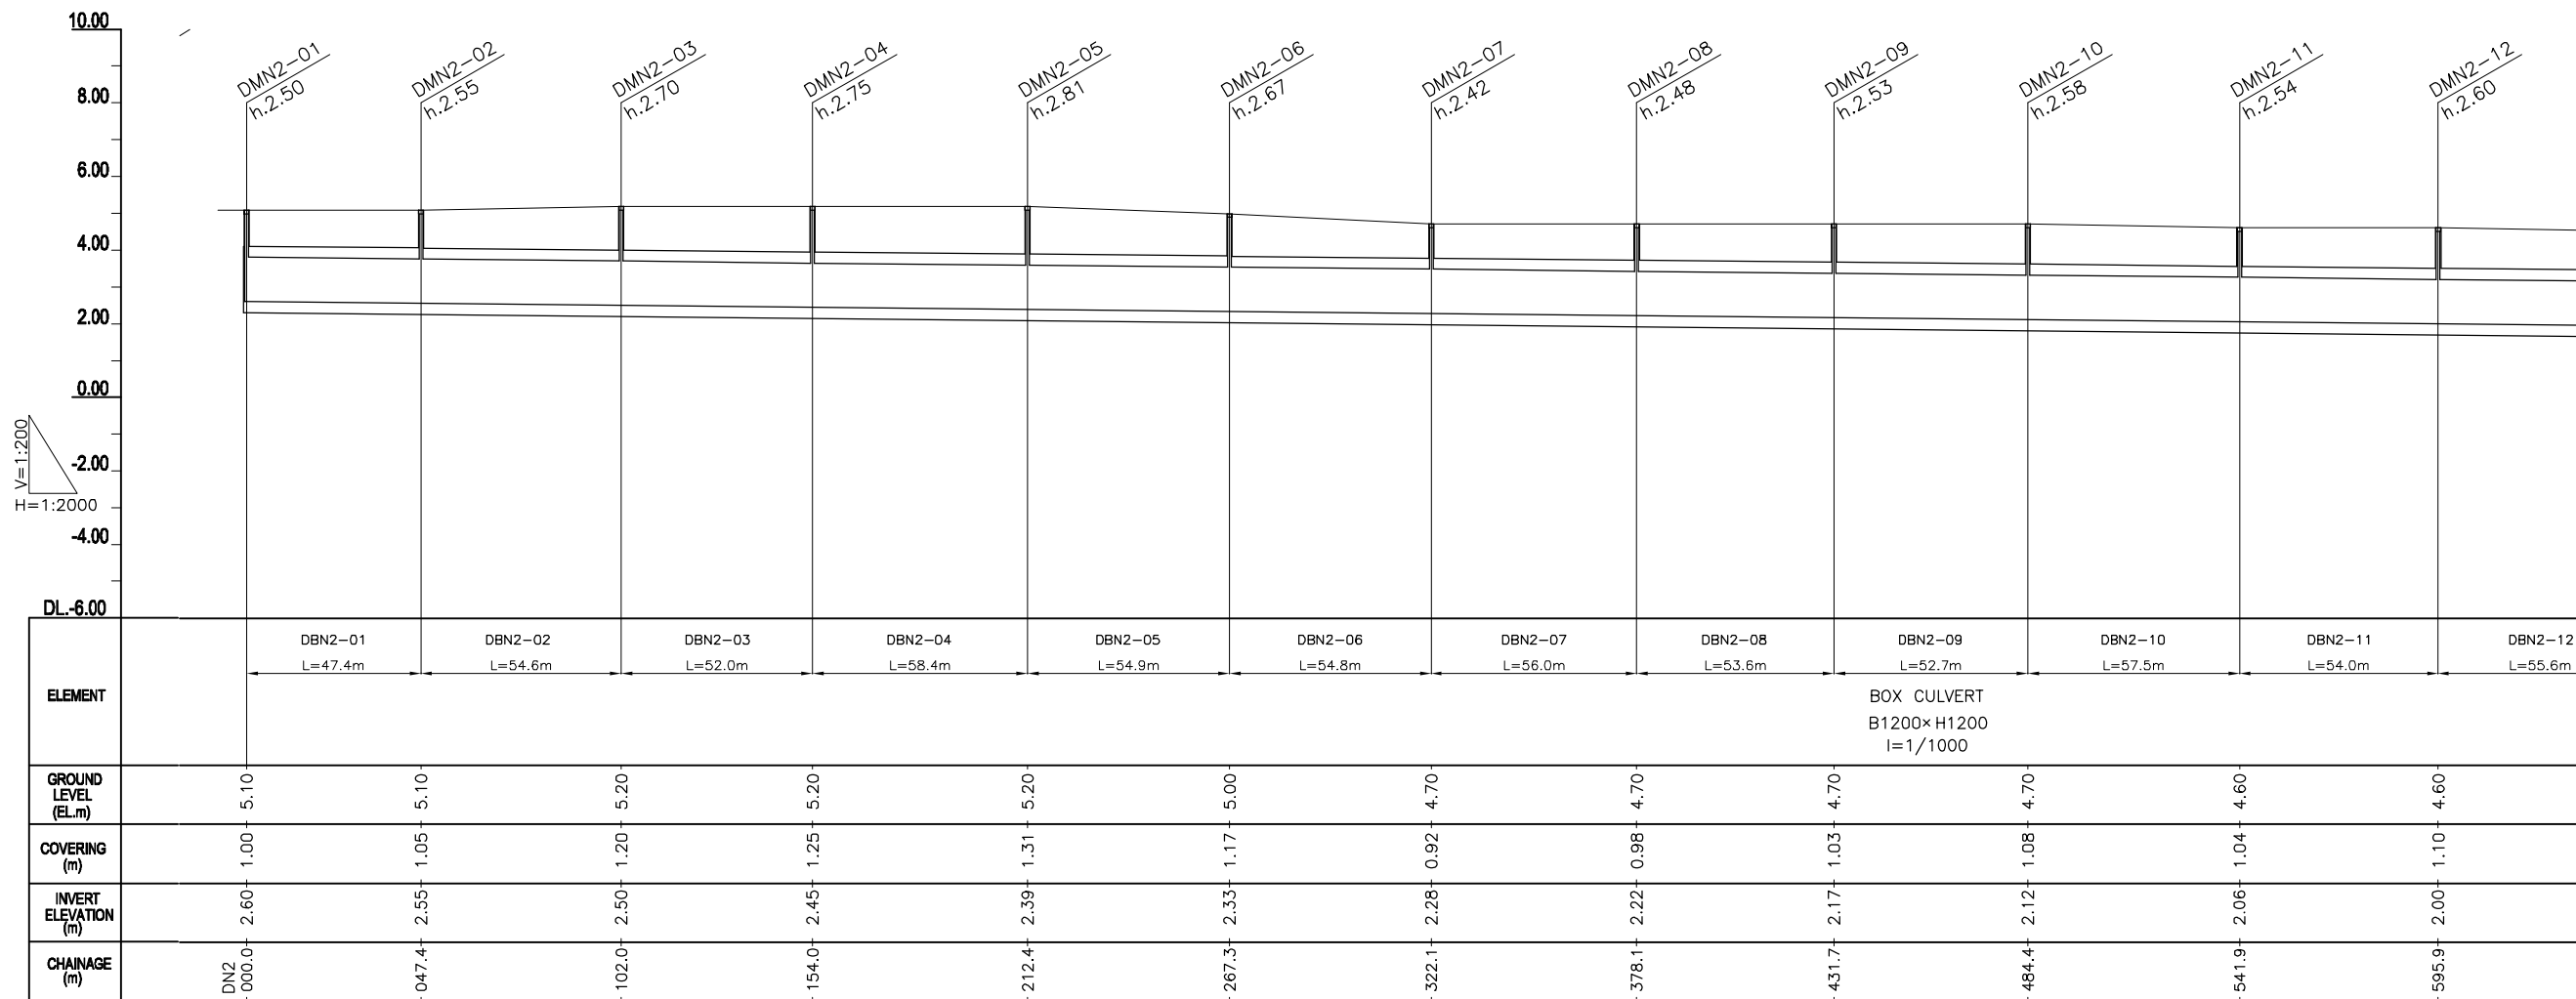 10.00
8.00
6.00
4.00
2.00
0.00
-2.00
-4.00
DL.-6.00
V=1:200
H=1:2000
DMN2-01
h.2.50
DMN2-02
h.2.55
DMN2-03
h.2.70
DMN2-04
h.2.75
DMN2-05
h.2.81
DMN2-06
h.2.67
DMN2-07
h.2.42
DMN2-08
h.2.48
DMN2-09
h.2.53
DMN2-10
h.2.58
DMN2-11
h.2.54
DMN2-12
h.2.60
ELEMENT
DBN2-01
L=47.4m
DBN2-02
L=54.6m
DBN2-03
L=52.0m
DBN2-04
L=58.4m
DBN2-05
L=54.9m
DBN2-06
L=54.8m
DBN2-07
L=56.0m
DBN2-08
L=53.6m
DBN2-09
L=52.7m
DBN2-10
L=57.5m
DBN2-11
L=54.0m
DBN2-12
L=55.6m
BOX CULVERT
B1200×H1200
I=1/1000
GROUND
LEVEL
(EL.m)
5.10
5.10
5.20
5.20
5.20
5.00
4.70
4.70
4.70
4.70
4.60
4.60
COVERING
(m)
1.00
1.05
1.20
1.25
1.31
1.17
0.92
0.98
1.03
1.08
1.04
1.10
INVERT
ELEVATION
(m)
2.60
2.55
2.50
2.45
2.39
2.33
2.28
2.22
2.17
2.12
2.06
2.00
CHAINAGE
(m)
DN2
000.0
047.4
102.0
154.0
212.4
267.3
322.1
378.1
431.7
484.4
541.9
595.9